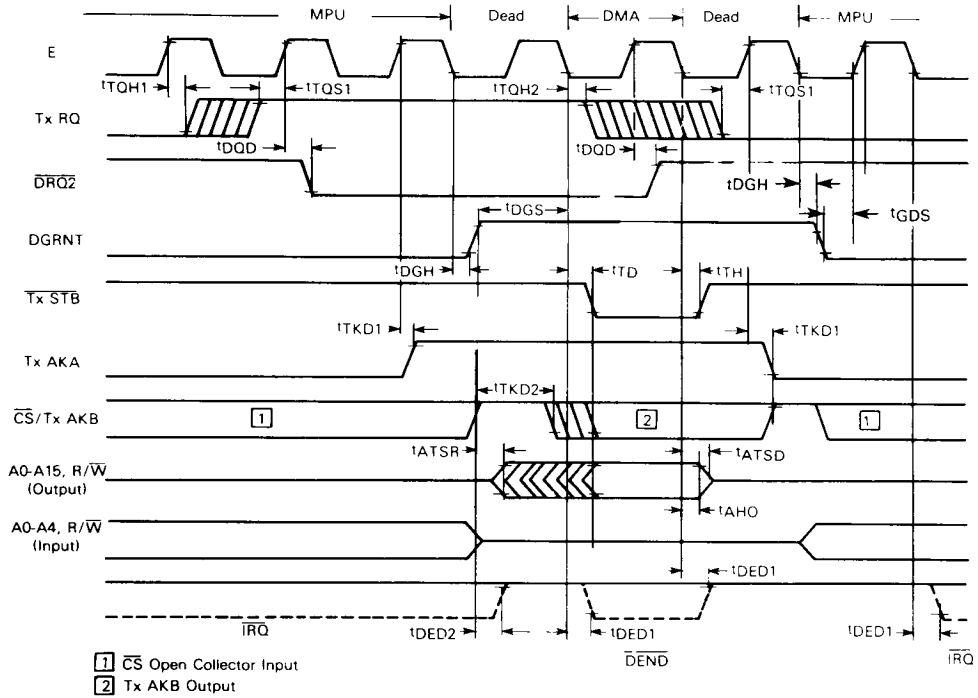 MPU Dead DMA Dead MPU
E
tTQH1 tTQS1 tTQH2 tTQS1
Tx RQ
tDQD tDQD
DRQ2
tDGH
tDGS tGDS
DGRNT
tDGH tTD tTH
Tx STB
tTKD1 tTKD1
Tx AKA
tTKD2
CS/Tx AKB 1 2 1
tATSR tATSD
A0-A15, R/W
(Output)
tAHO
A0-A4, R/W
(Input)
tDED1
IRQ tDED2 tDED1 DEND tDED1 IRQ
1 CS Open Collector Input
2 Tx AKB Output